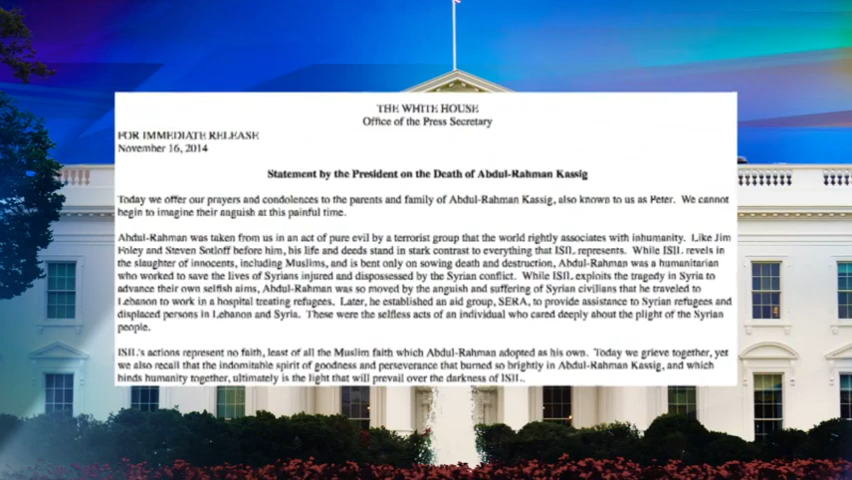 THE WHITE HOUSE
Office of the Press Secretary
FOR IMMEDIATE RELEASE
November 16, 2014
Statement by the President on the Death of Abdul-Rahman Kassig
Today we offer our prayers and condolences to the parents and family of Abdul-Rahman Kassig, also known to us as Peter. We cannot
begin to imagine their anguish at this painful time.
Abdul-Rahman was taken from us in an act of pure evil by a terrorist group that the world rightly associates with inhumanity. Like Jim
Foley and Steven Sotloff before him, his life and deeds stand in stark contrast to everything that ISIL represents. While ISIL revels in
the slaughter of innocents, including Muslims, and is bent only on sowing death and destruction, Abdul-Rahman was a humanitarian
who worked to save the lives of Syrians injured and dispossessed by the Syrian conflict. While ISIL exploits the tragedy in Syria to
advance their own selfish aims, Abdul-Rahman was so moved by the anguish and suffering of Syrian civilians that he traveled to
Lebanon to work in a hospital treating refugees. Later, he established an aid group, SERA, to provide assistance to Syrian refugees and
displaced persons in Lebanon and Syria. These were the selfless acts of an individual who cared deeply about the plight of the Syrian
people.
ISIL's actions represent no faith, least of all the Muslim faith which Abdul-Rahman adopted as his own. Today we grieve together, yet
we also recall that the indomitable spirit of goodness and perseverance that burned so brightly in Abdul-Rahman Kassig, and which
binds humanity together, ultimately is the light that will prevail over the darkness of ISIL.